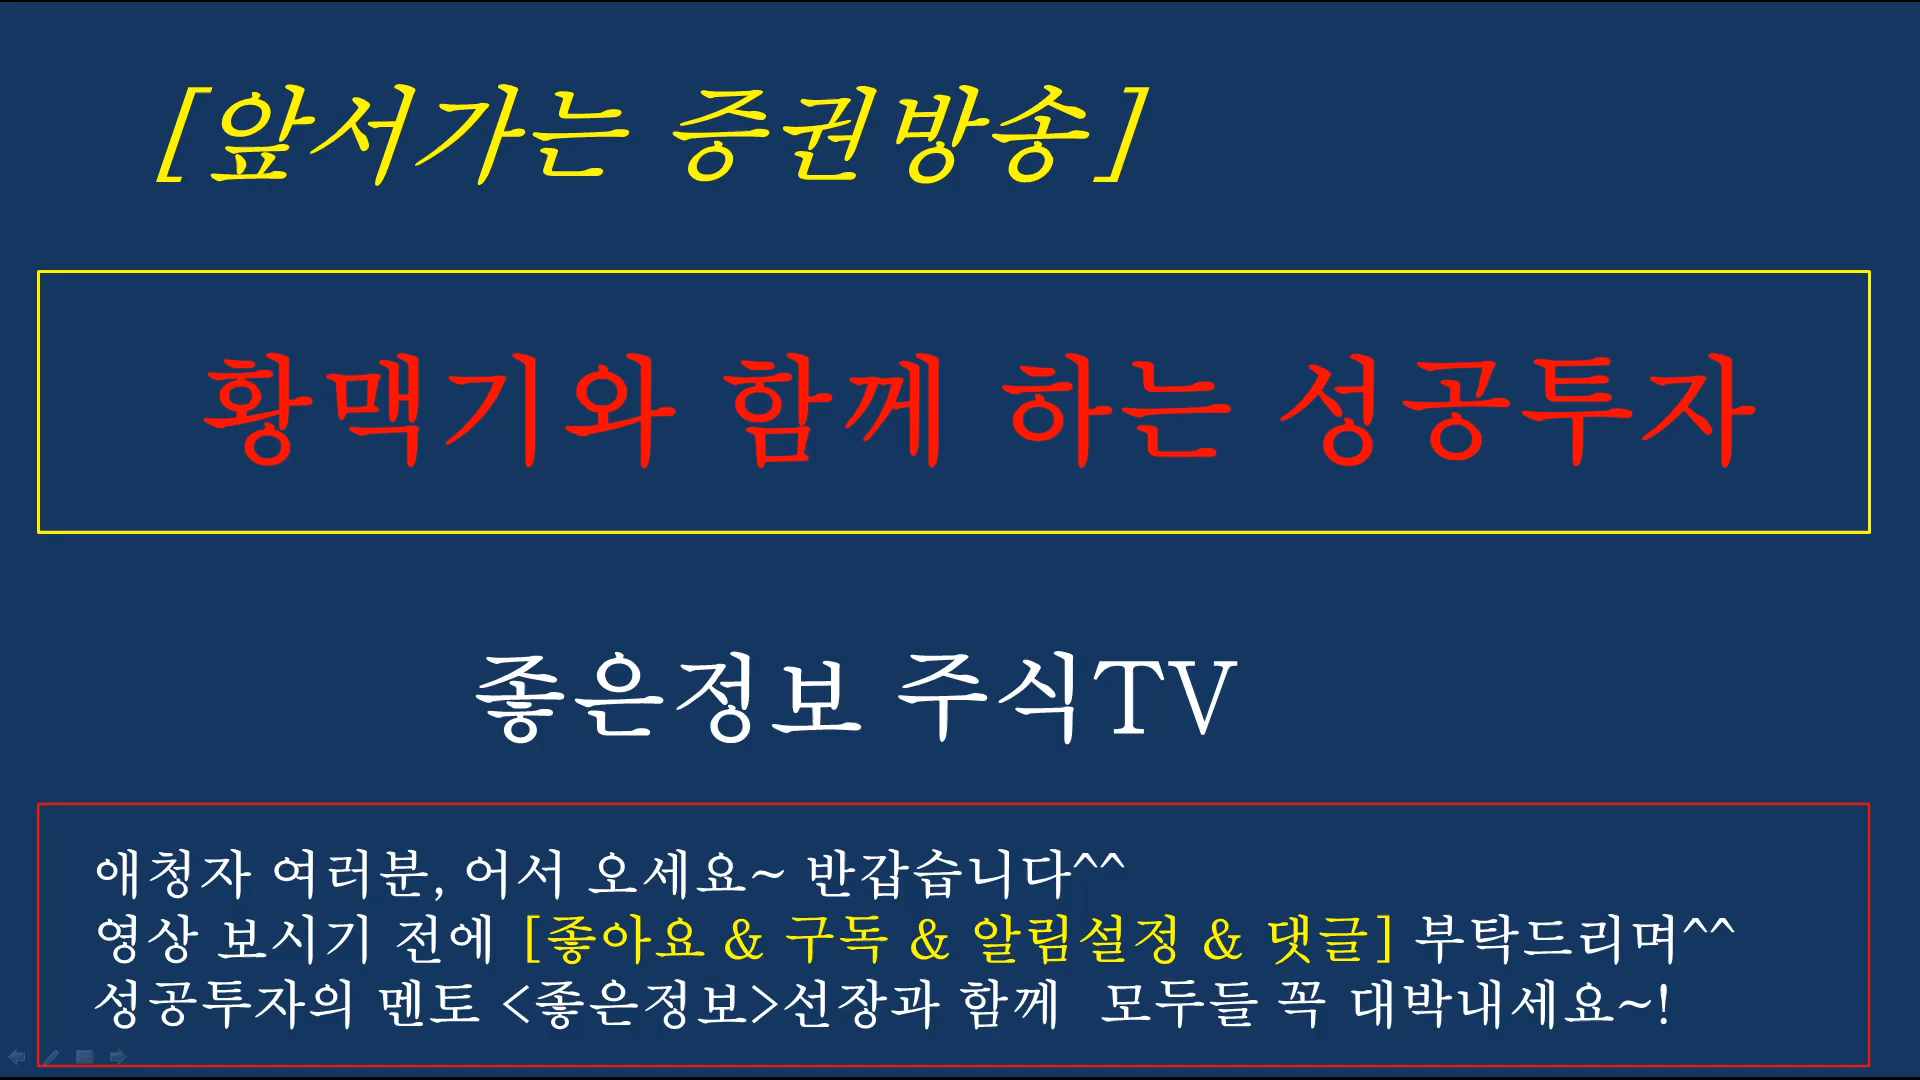 [앞서가는 증권방송]
황맥기와 함께 하는 성공투자
좋은정보 주식TV
애청자 여러분, 어서 오세요~ 반갑습니다^^
영상 보시기 전에 [좋아요 & 구독 & 알림설정 & 댓글] 부탁드리며^^
성공투자의 멘토 <좋은정보>선장과 함께 모두들 꼭 대박내세요~!